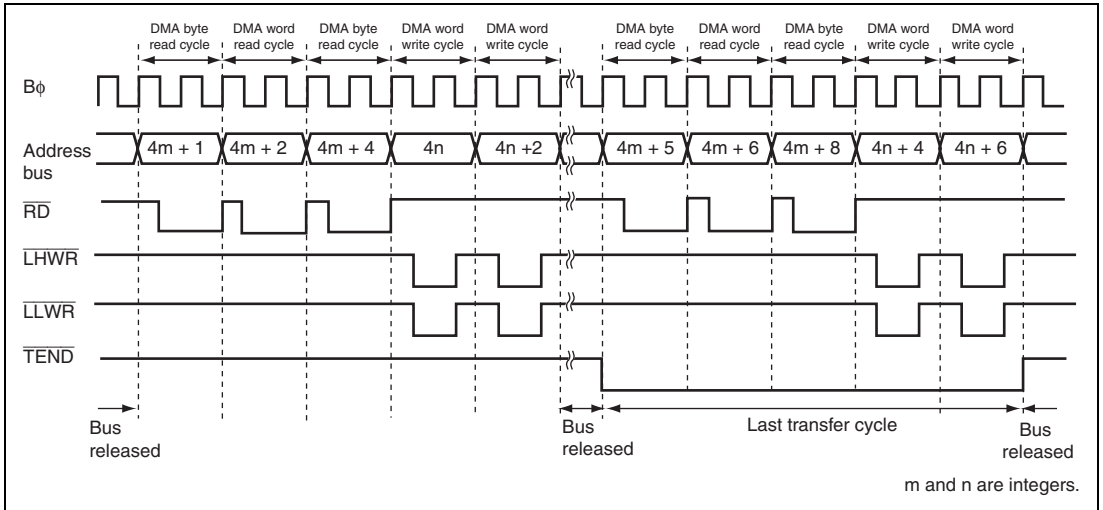 DMA byte read cycle
DMA word read cycle
DMA byte read cycle
DMA word write cycle
DMA word write cycle
DMA byte read cycle
DMA word read cycle
DMA byte read cycle
DMA word write cycle
DMA word write cycle
Bϕ
Address bus
4m + 1
4m + 2
4m + 4
4n
4n +2
4m + 5
4m + 6
4m + 8
4n + 4
4n + 6
RD
LHWR
LLWR
TEND
Bus released
Bus released
Last transfer cycle
Bus released
m and n are integers.